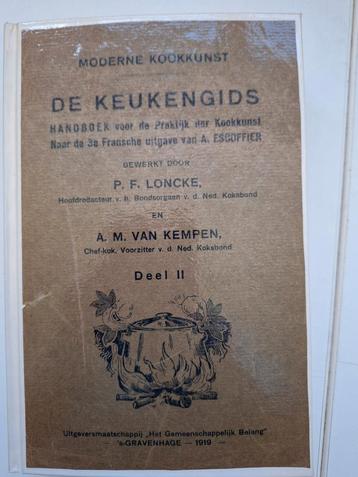 MODERNE KOOKKUNST
DE KEUKENGIDS
HANDBOEK voor de Praktijk der Kookkunst
Naar de 3e Fransche uitgave van A. ESCOFFIER
GEWERKT DOOR
P. F. LONCKE,
Hoofdredacteur v. h. Bondsorgaan v. d. Ned. Koksbond
EN
A. M. VAN KEMPEN,
Chef-kok. Voorzitter v. d. Ned. Koksbond
Deel II
Uitgeversmaatschappij „Het Gemeenschappelijk Belang"
— 's-GRAVENHAGE — 1919 —